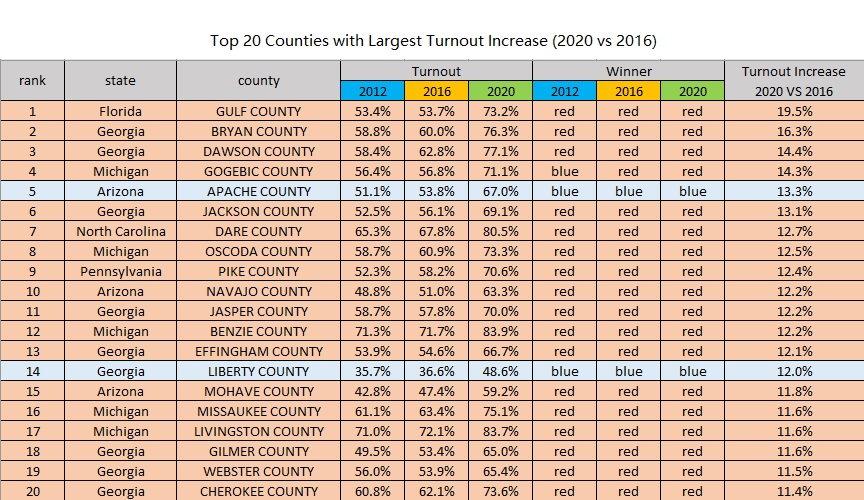 Top 20 Counties with Largest Turnout Increase (2020 vs 2016)
rank state county Turnout Winner Turnout Increase
2012 2016 2020 2012 2016 2020 2020 VS 2016
1 Florida GULF COUNTY 53.4% 53.7% 73.2% red red red 19.5%
2 Georgia BRYAN COUNTY 58.8% 60.0% 76.3% red red red 16.3%
3 Georgia DAWSON COUNTY 58.4% 62.8% 77.1% red red red 14.4%
4 Michigan GOGEBIC COUNTY 56.4% 56.8% 71.1% blue red red 14.3%
5 Arizona APACHE COUNTY 51.1% 53.8% 67.0% blue blue blue 13.3%
6 Georgia JACKSON COUNTY 52.5% 56.1% 69.1% red red red 13.1%
7 North Carolina DARE COUNTY 65.3% 67.8% 80.5% red red red 12.7%
8 Michigan OSCODA COUNTY 58.7% 60.9% 73.3% red red red 12.5%
9 Pennsylvania PIKE COUNTY 52.3% 58.2% 70.6% red red red 12.4%
10 Arizona NAVAJO COUNTY 48.8% 51.0% 63.3% red red red 12.2%
11 Georgia JASPER COUNTY 58.7% 57.8% 70.0% red red red 12.2%
12 Michigan BENZIE COUNTY 71.3% 71.7% 83.9% red red red 12.2%
13 Georgia EFFINGHAM COUNTY 53.9% 54.6% 66.7% red red red 12.1%
14 Georgia LIBERTY COUNTY 35.7% 36.6% 48.6% blue blue blue 12.0%
15 Arizona MOHAVE COUNTY 42.8% 47.4% 59.2% red red red 11.8%
16 Michigan MISSAUKEE COUNTY 61.1% 63.4% 75.1% red red red 11.6%
17 Michigan LIVINGSTON COUNTY 71.0% 72.1% 83.7% red red red 11.6%
18 Georgia GILMER COUNTY 49.5% 53.4% 65.0% red red red 11.6%
19 Georgia WEBSTER COUNTY 56.0% 53.9% 65.4% red red red 11.5%
20 Georgia CHEROKEE COUNTY 60.8% 62.1% 73.6% red red red 11.4%